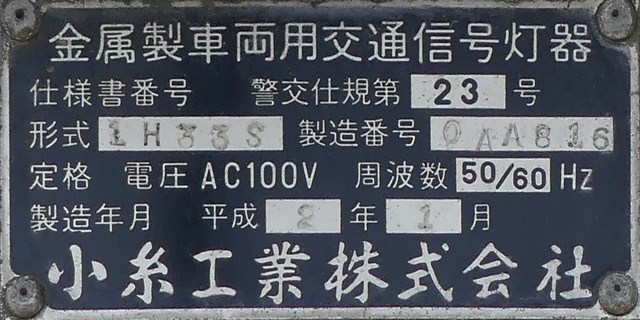 金属製車両用交通信号灯器
仕様書番号 警交仕規第 23 号
形式 1H33S 製造番号 0AA816
定格 電圧 AC100V 周波数 50/60 Hz
製造年月 平成 2 年 1 月
小糸工業株式会社